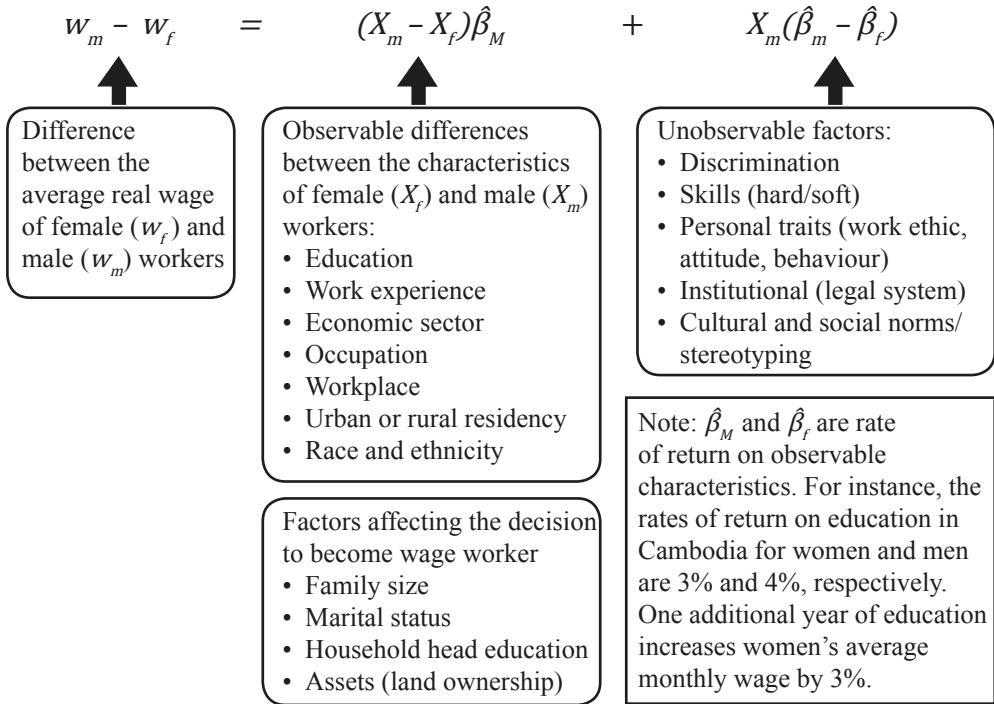 w_m – w_f = (X_m – X_f)β̂_M + X_m(β̂_m – β̂_f)
Difference
between the
average real wage
of female (w_f) and
male (w_m) workers
Observable differences
between the characteristics
of female (X_f) and male (X_m)
workers:
• Education
• Work experience
• Economic sector
• Occupation
• Workplace
• Urban or rural residency
• Race and ethnicity
Factors affecting the decision
to become wage worker
• Family size
• Marital status
• Household head education
• Assets (land ownership)
Unobservable factors:
• Discrimination
• Skills (hard/soft)
• Personal traits (work ethic,
attitude, behaviour)
• Institutional (legal system)
• Cultural and social norms/
stereotyping
Note: β̂_M and β̂_f are rate
of return on observable
characteristics. For instance, the
rates of return on education in
Cambodia for women and men
are 3% and 4%, respectively.
One additional year of education
increases women’s average
monthly wage by 3%.